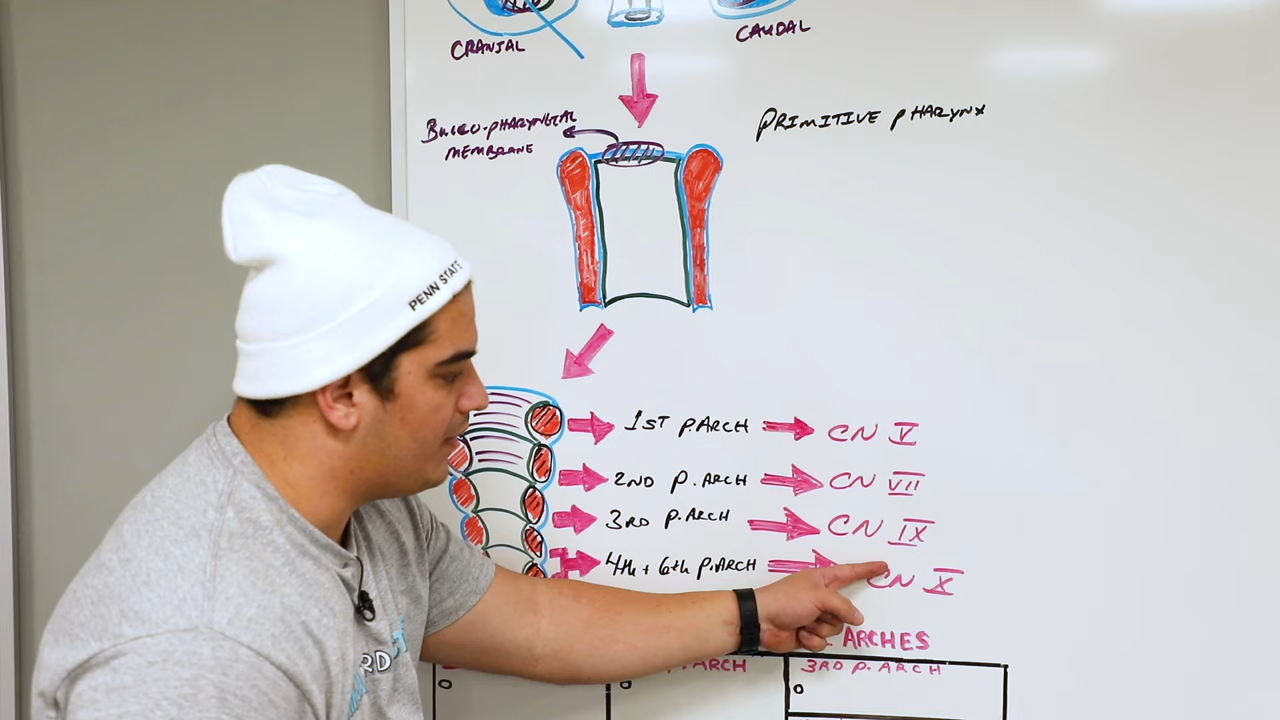 CRANIAL
CAUDAL
BUCCO-PHARYNGEAL
MEMBRANE
PRIMITIVE PHARYNX
PENN STATE
1ST P.ARCH
CN V
2ND P. ARCH
CN VII
3RD P.ARCH
CN IX
4th + 6th P.ARCH
CN X
ARCHES
P. ARCH
3RD P. ARCH